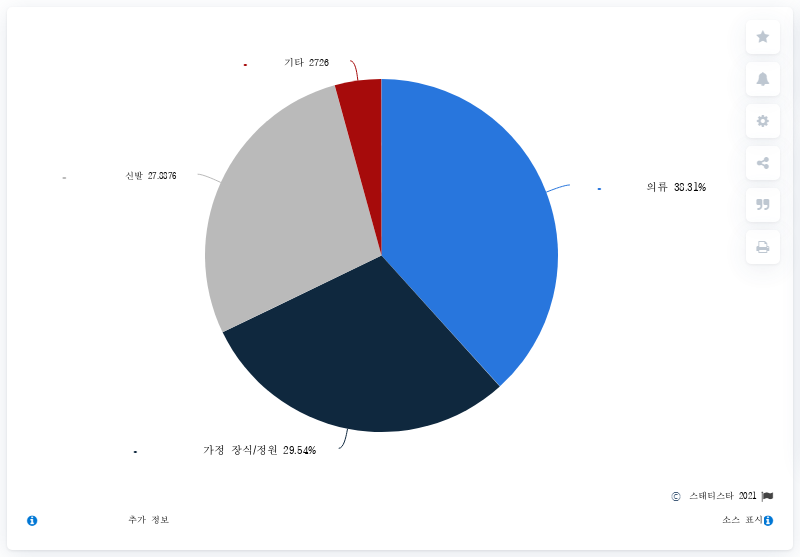 기타 2726
신발 27.8876
의류 38.31%
가정 장식/정원 29.54%
© 스태티스타 2021
추가 정보
소스 표시